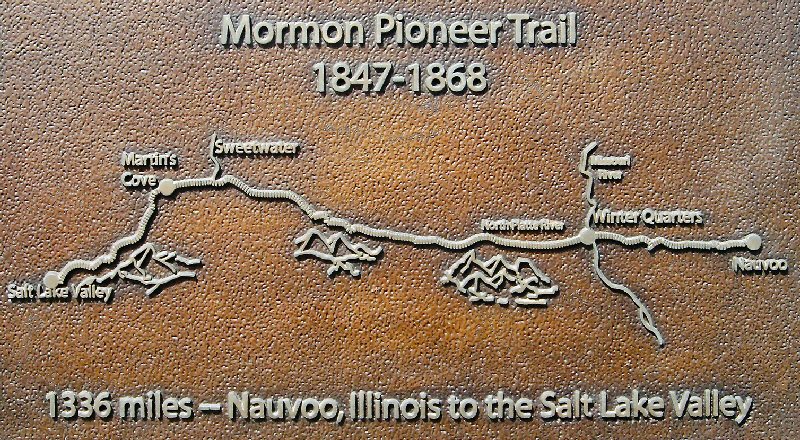 Mormon Pioneer Trail
1847-1868
Sweetwater
Martin's
Cove
Missouri
River
North Platte River
Winter Quarters
Nauvoo
Salt Lake Valley
1336 miles – Nauvoo, Illinois to the Salt Lake Valley